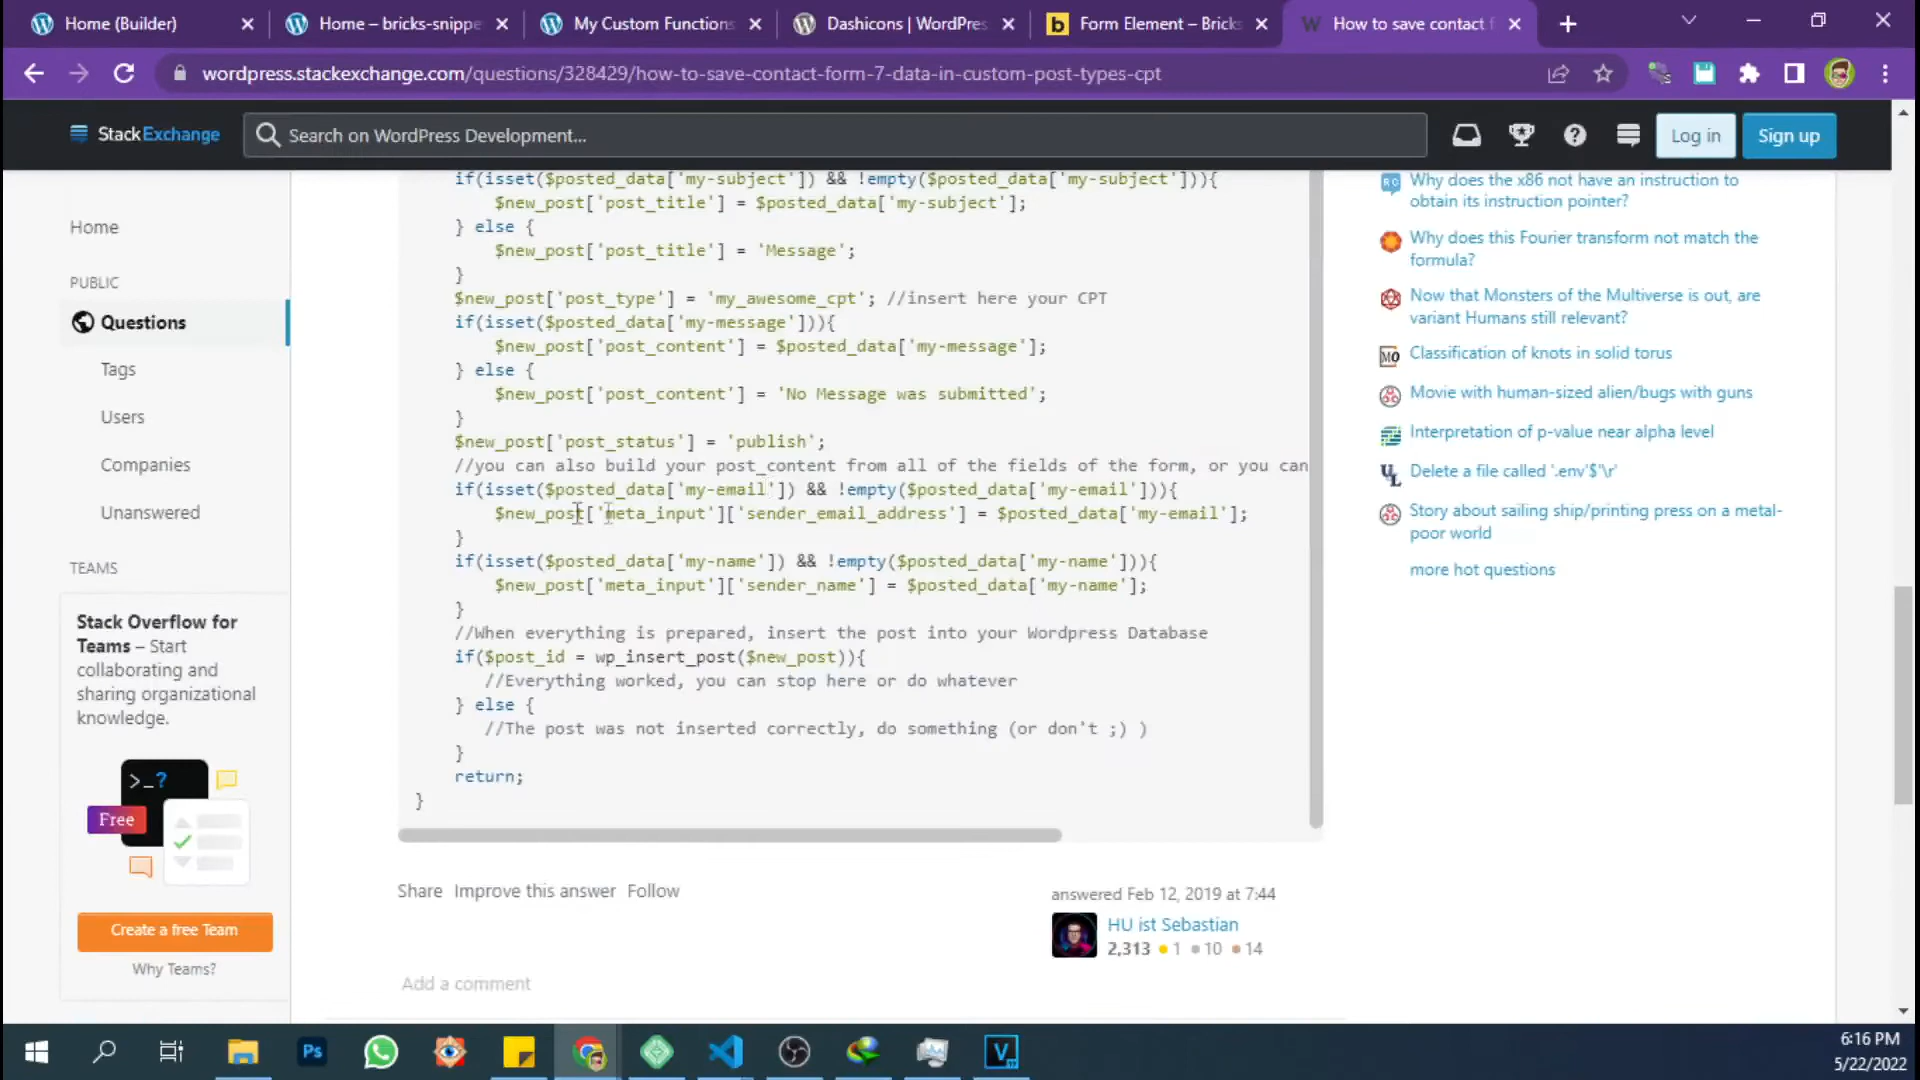 Home (Builder)
Home – bricks-snippe
My Custom Functions
Dashicons | WordPres
Form Element – Bricks
How to save contact f
wordpress.stackexchange.com/questions/328429/how-to-save-contact-form-7-data-in-custom-post-types-cpt
StackExchange
Search on WordPress Development...
Log in
Sign up
Home
PUBLIC
Questions
Tags
Users
Companies
Unanswered
TEAMS
Stack Overflow for
Teams – Start
collaborating and
sharing organizational
knowledge.
>_?
Free
Create a free Team
Why Teams?
if(isset($posted_data['my-subject']) && !empty($posted_data['my-subject'])){
$new_post['post_title'] = $posted_data['my-subject'];
} else {
$new_post['post_title'] = 'Message';
}
$new_post['post_type'] = 'my_awesome_cpt'; //insert here your CPT
if(isset($posted_data['my-message'])){
$new_post['post_content'] = $posted_data['my-message'];
} else {
$new_post['post_content'] = 'No Message was submitted';
}
$new_post['post_status'] = 'publish';
//you can also build your post_content from all of the fields of the form, or you can
if(isset($posted_data['my-email']) && !empty($posted_data['my-email'])){
$new_post['meta_input']['sender_email_address'] = $posted_data['my-email'];
}
if(isset($posted_data['my-name']) && !empty($posted_data['my-name'])){
$new_post['meta_input']['sender_name'] = $posted_data['my-name'];
}
//When everything is prepared, insert the post into your Wordpress Database
if($post_id = wp_insert_post($new_post)){
//Everything worked, you can stop here or do whatever
} else {
//The post was not inserted correctly, do something (or don't ;) )
}
return;
}
Share Improve this answer Follow
answered Feb 12, 2019 at 7:44
HU ist Sebastian
2,313 1 10 14
Add a comment
Why does the x86 not have an instruction to
obtain its instruction pointer?
Why does this Fourier transform not match the
formula?
Now that Monsters of the Multiverse is out, are
variant Humans still relevant?
MO
Classification of knots in solid torus
Movie with human-sized alien/bugs with guns
Interpretation of p-value near alpha level
Delete a file called '.env'$'\r'
Story about sailing ship/printing press on a metal-
poor world
more hot questions
Ps
V
6:16 PM
5/22/2022